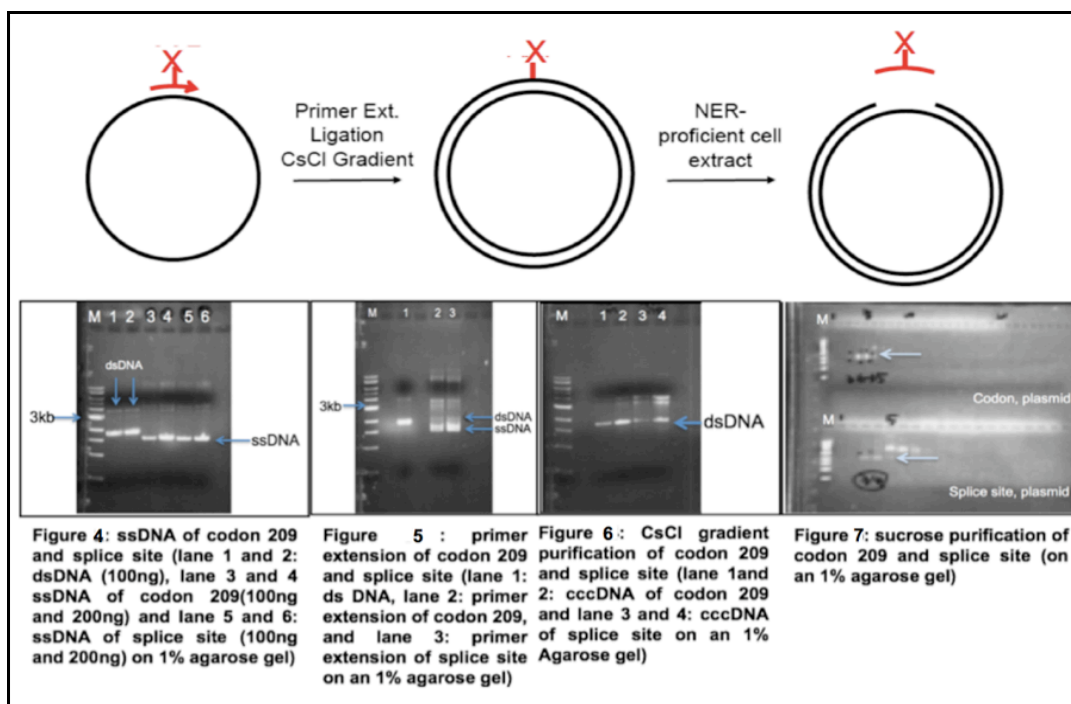 X
X
X
Primer Ext.
Ligation
CsCl Gradient
NER-
proficient cell
extract
M 1 2 3 4 5 6
dsDNA
3kb
ssDNA
M 1 2 3
3kb
dsDNA
ssDNA
M 1 2 3 4
dsDNA
M
Codon, plasmid
M
5
Splice site, plasmid
Figure 4: ssDNA of codon 209
and splice site (lane 1 and 2:
dsDNA (100ng), lane 3 and 4
ssDNA of codon 209(100ng
and 200ng) and lane 5 and 6:
ssDNA of splice site (100ng
and 200ng) on 1% agarose gel)
Figure 5 : primer
extension of codon 209
and splice site (lane 1:
ds DNA, lane 2: primer
extension of codon 209,
and lane 3: primer
extension of splice site
on an 1% agarose gel)
Figure 6: CsCl gradient
purification of codon 209
and splice site (lane 1and
2: cccDNA of codon 209
and lane 3 and 4: cccDNA
of splice site on an 1%
Agarose gel)
Figure 7: sucrose purification of
codon 209 and splice site (on
an 1% agarose gel)